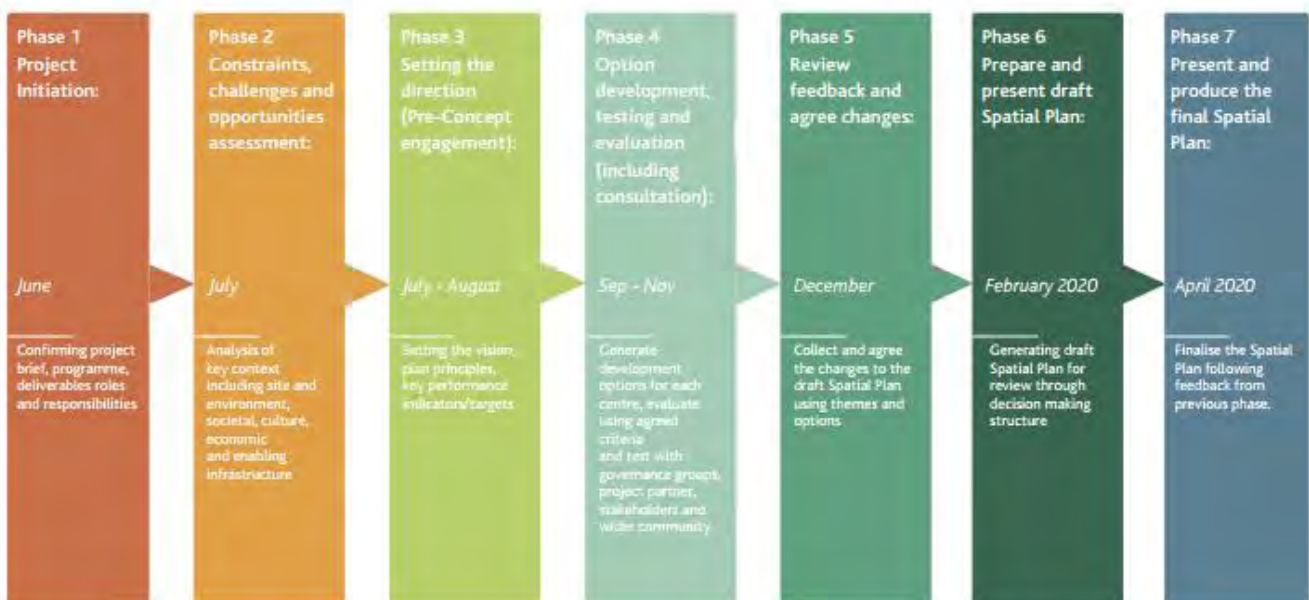 Phase 1
Project
Initiation:
June
Confirming project
brief, programme,
deliverables roles
and responsibilities
Phase 2
Constraints,
challenges and
opportunities
assessment:
July
Analysis of
key context
including site and
environment,
societal, culture,
economic
and enabling
infrastructure
Phase 3
Setting the
direction
(Pre-Concept
engagement):
July - August
Setting the vision,
plan principles,
key performance
indicators/targets
Phase 4
Option
development,
testing and
evaluation
(including
consultation):
Sep - Nov
Generate
development
options for each
centre, evaluate
using agreed
criteria
and test with
governance groups,
project partner,
stakeholders and
wider community
Phase 5
Review
feedback and
agree changes:
December
Collect and agree
the changes to the
draft Spatial Plan
using themes and
options
Phase 6
Prepare and
present draft
Spatial Plan:
February 2020
Generating draft
Spatial Plan for
review through
decision making
structure
Phase 7
Present and
produce the
final Spatial
Plan:
April 2020
Finalise the Spatial
Plan following
feedback from
previous phase.